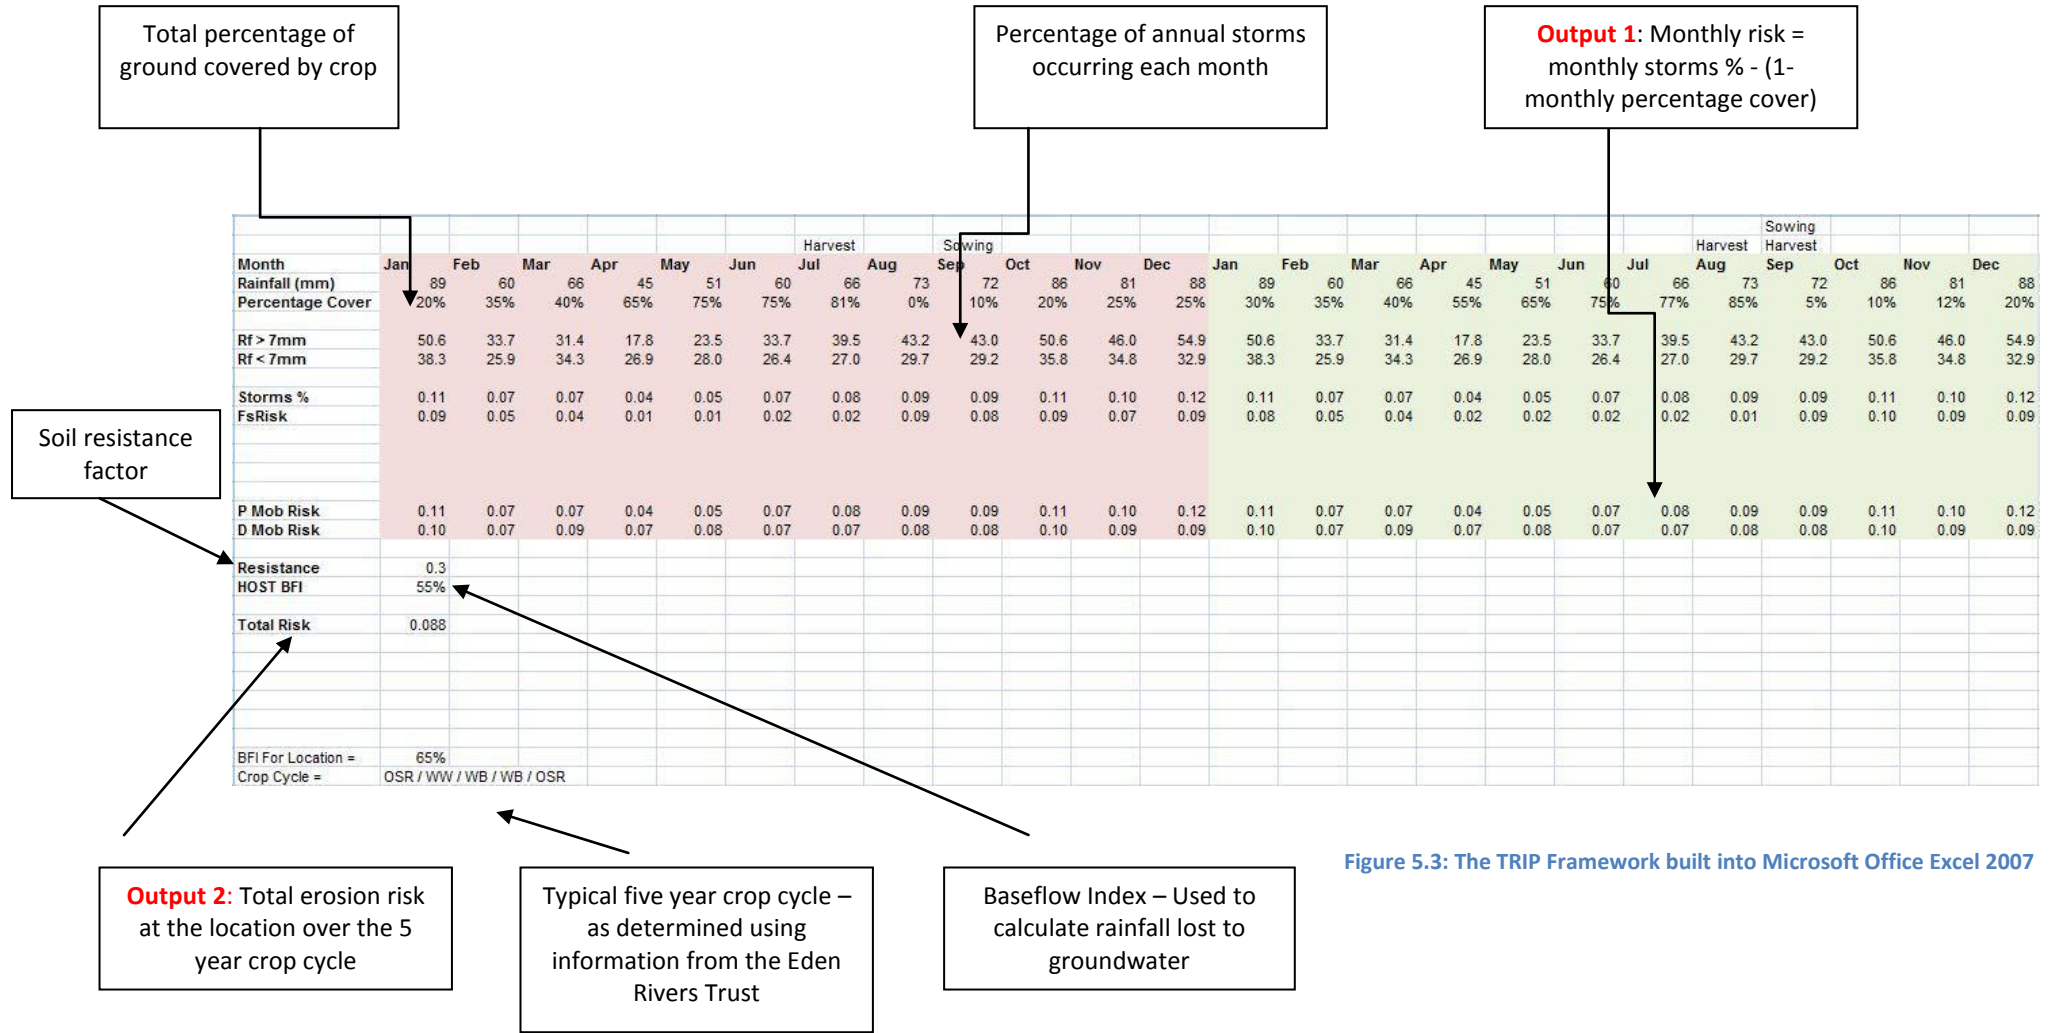 Total percentage of
ground covered by crop
Percentage of annual storms
occurring each month
Output 1: Monthly risk =
monthly storms % - (1-
monthly percentage cover)
Sowing
Harvest Sowing Harvest Harvest
Month Jan Feb Mar Apr May Jun Jul Aug Sep Oct Nov Dec Jan Feb Mar Apr May Jun Jul Aug Sep Oct Nov Dec
Rainfall (mm) 89 60 66 45 51 60 66 73 72 86 81 88 89 60 66 45 51 60 66 73 72 86 81 88
Percentage Cover 20% 35% 40% 65% 75% 75% 81% 0% 10% 20% 25% 25% 30% 35% 40% 55% 65% 75% 77% 85% 5% 10% 12% 20%
Rf > 7mm 50.6 33.7 31.4 17.8 23.5 33.7 39.5 43.2 43.0 50.6 46.0 54.9 50.6 33.7 31.4 17.8 23.5 33.7 39.5 43.2 43.0 50.6 46.0 54.9
Rf < 7mm 38.3 25.9 34.3 26.9 28.0 26.4 27.0 29.7 29.2 35.8 34.8 32.9 38.3 25.9 34.3 26.9 28.0 26.4 27.0 29.7 29.2 35.8 34.8 32.9
Storms % 0.11 0.07 0.07 0.04 0.05 0.07 0.08 0.09 0.09 0.11 0.10 0.12 0.11 0.07 0.07 0.04 0.05 0.07 0.08 0.09 0.09 0.11 0.10 0.12
FsRisk 0.09 0.05 0.04 0.01 0.01 0.02 0.02 0.09 0.08 0.09 0.07 0.09 0.08 0.05 0.04 0.02 0.02 0.02 0.02 0.01 0.09 0.10 0.09 0.09
Soil resistance
factor
P Mob Risk 0.11 0.07 0.07 0.04 0.05 0.07 0.08 0.09 0.09 0.11 0.10 0.12 0.11 0.07 0.07 0.04 0.05 0.07 0.08 0.09 0.09 0.11 0.10 0.12
D Mob Risk 0.10 0.07 0.09 0.07 0.08 0.07 0.07 0.08 0.08 0.10 0.09 0.09 0.10 0.07 0.09 0.07 0.08 0.07 0.07 0.08 0.08 0.10 0.09 0.09
Resistance 0.3
HOST BFI 55%
Total Risk 0.088
BFI For Location = 65%
Crop Cycle = OSR / WW / WB / WB / OSR
Figure 5.3: The TRIP Framework built into Microsoft Office Excel 2007
Output 2: Total erosion risk
at the location over the 5
year crop cycle
Typical five year crop cycle –
as determined using
information from the Eden
Rivers Trust
Baseflow Index – Used to
calculate rainfall lost to
groundwater